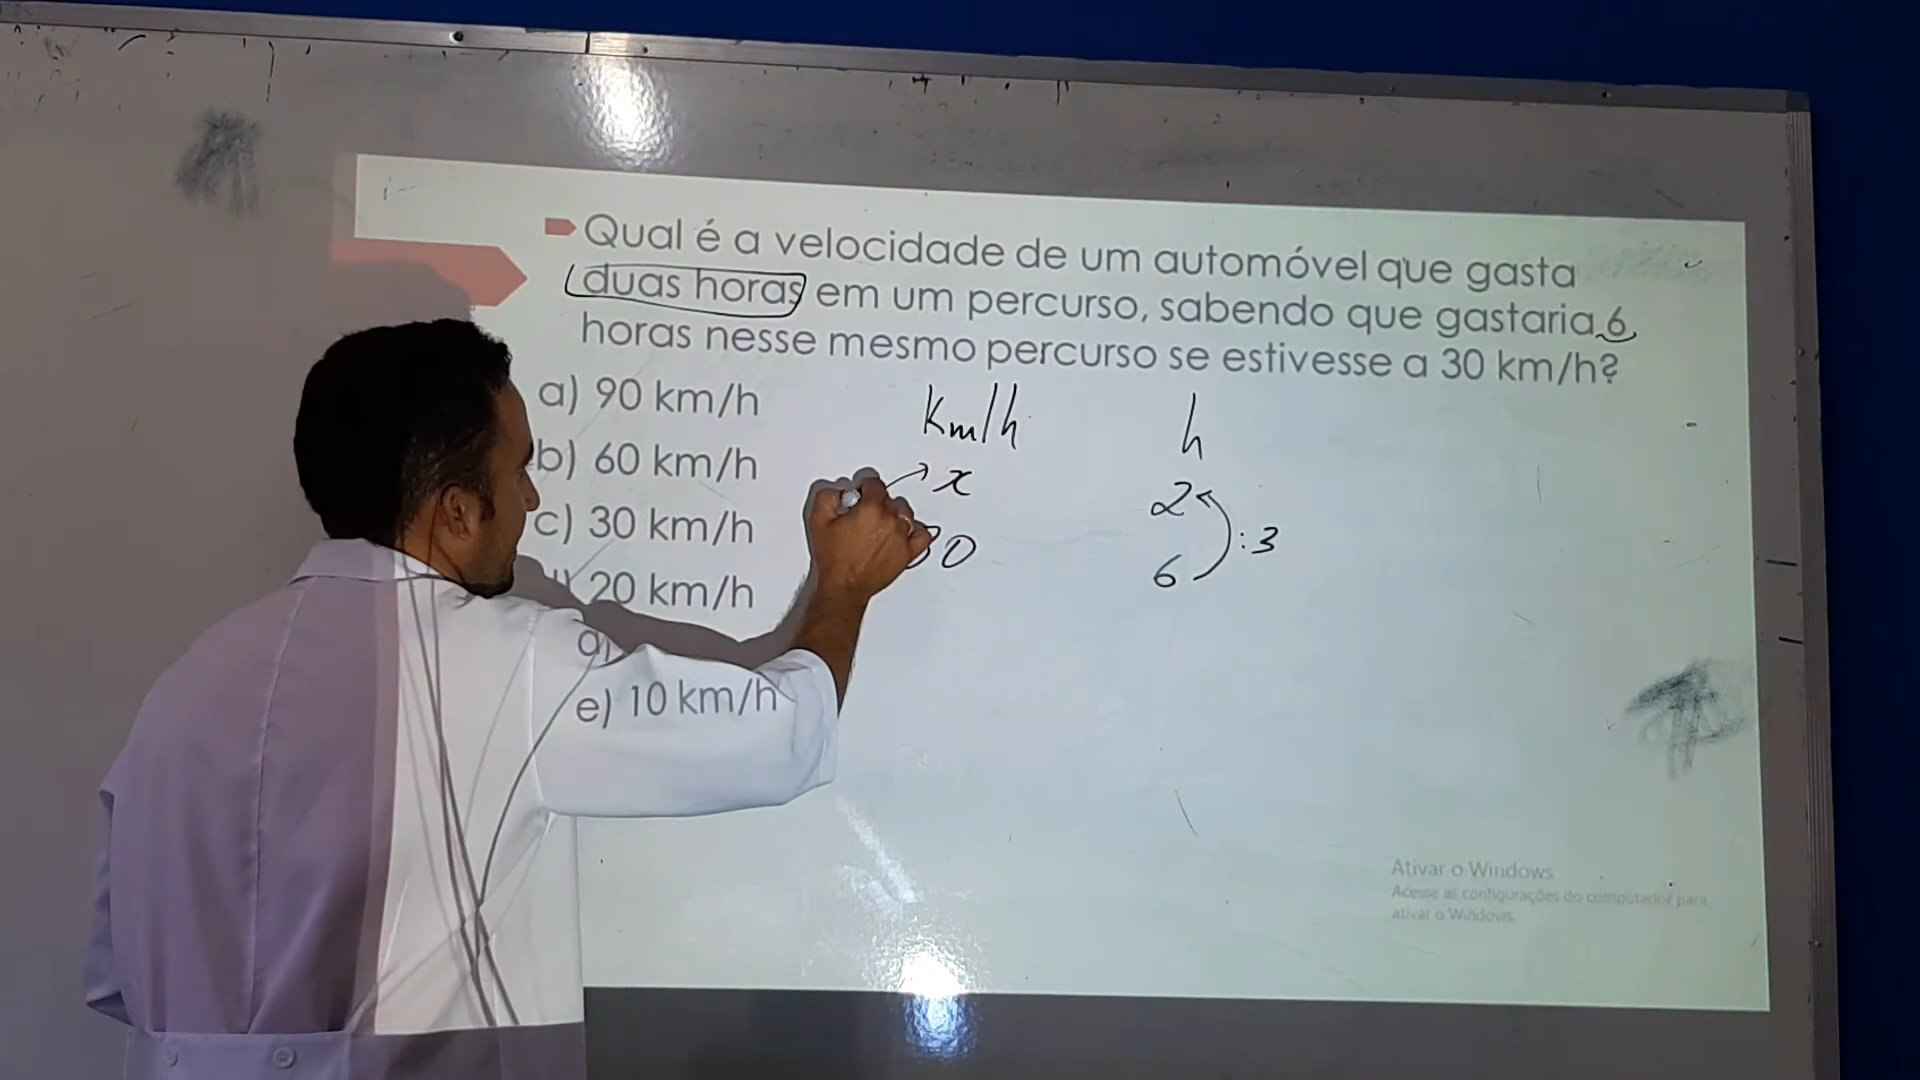 Qual é a velocidade de um automóvel que gasta
duas horas em um percurso, sabendo que gastaria 6
horas nesse mesmo percurso se estivesse a 30 km/h?
a) 90 km/h
b) 60 km/h
c) 30 km/h
20 km/h
d)
e) 10 km/h
Km/h h
x 2
30 6 :3
Ativar o Windows
Acesse as configurações do computador para
ativar o Windows.